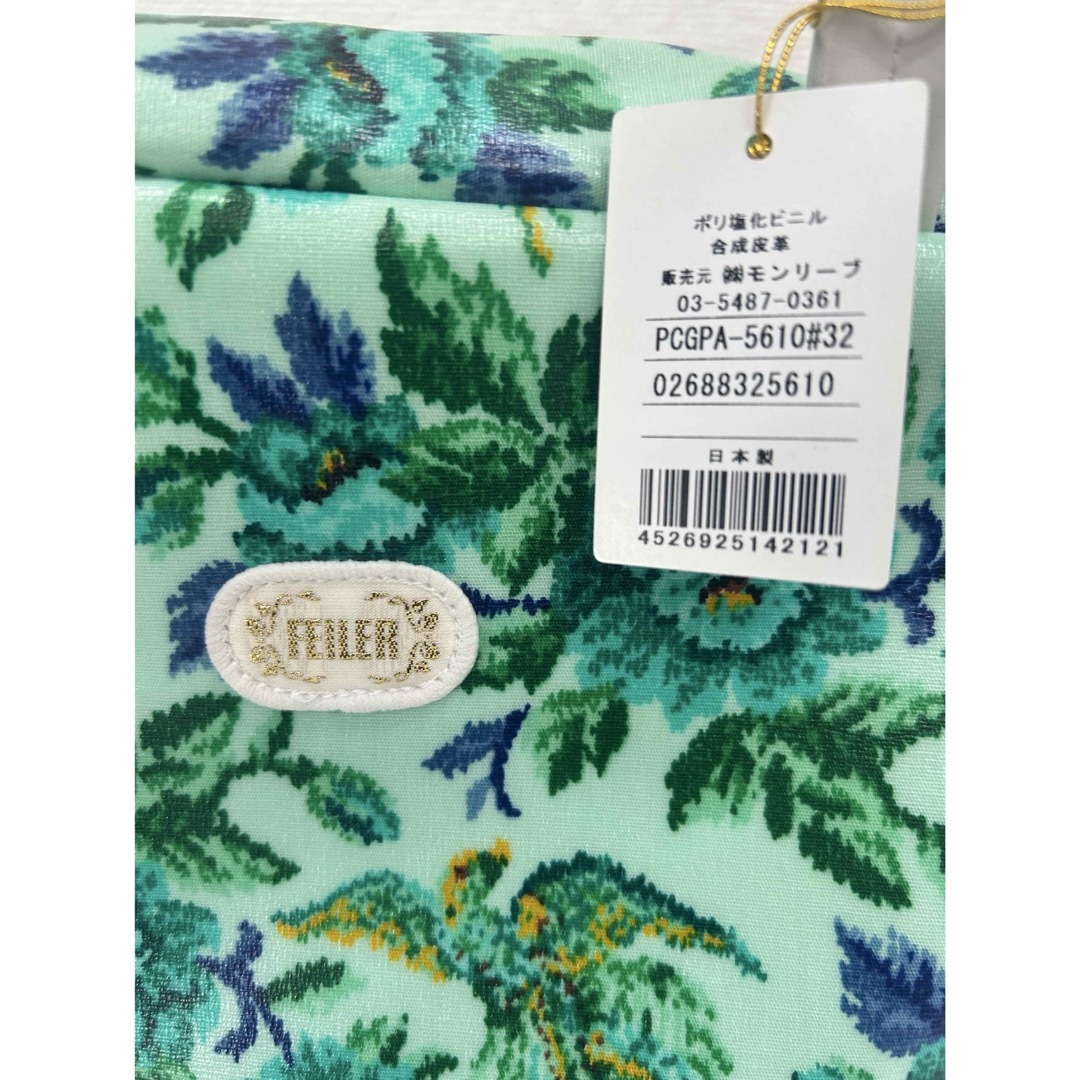 ポリ塩化ビニル
合成皮革
販売元 ㈱モンリーブ
03-5487-0361
PCGPA-5610#32
02688325610
日本製
4526925142121
FEILER